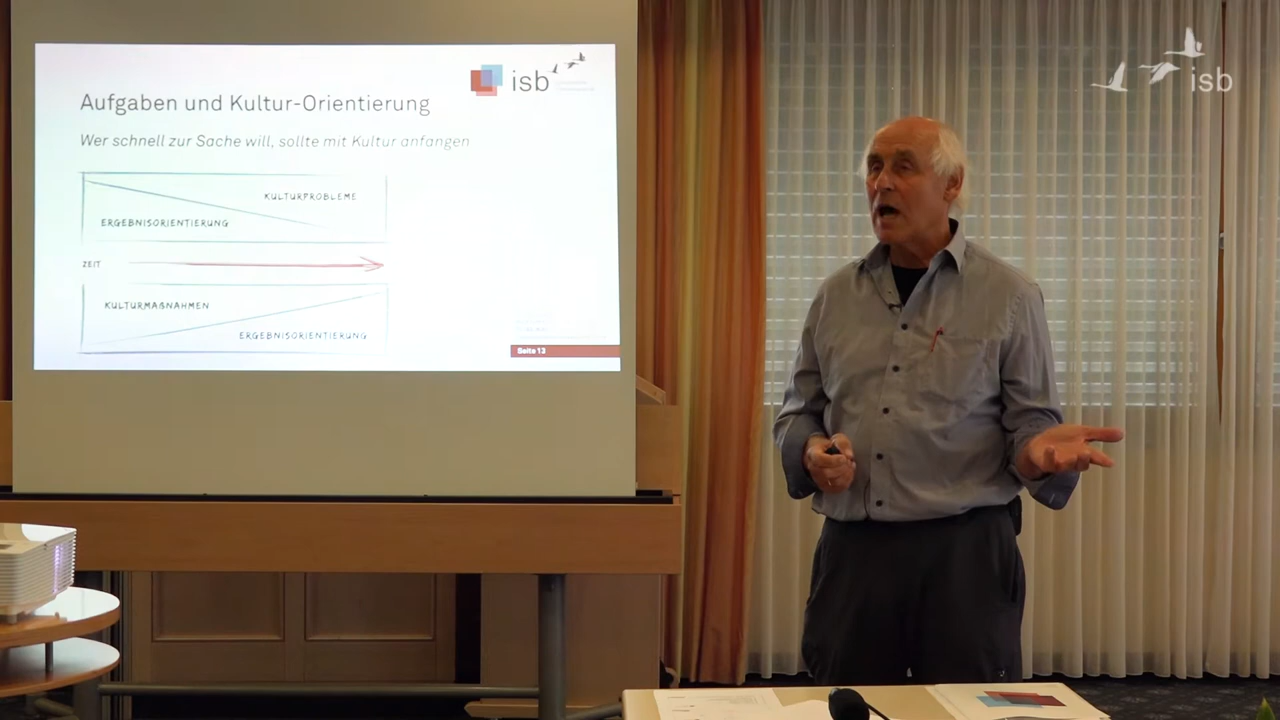 isb
Aufgaben und Kultur-Orientierung
Wer schnell zur Sache will, sollte mit Kultur anfangen
KULTURPROBLEME
ERGEBNISORIENTIERUNG
ZEIT
KULTURMAßNAHMEN
ERGEBNISORIENTIERUNG
Seite 13
isb